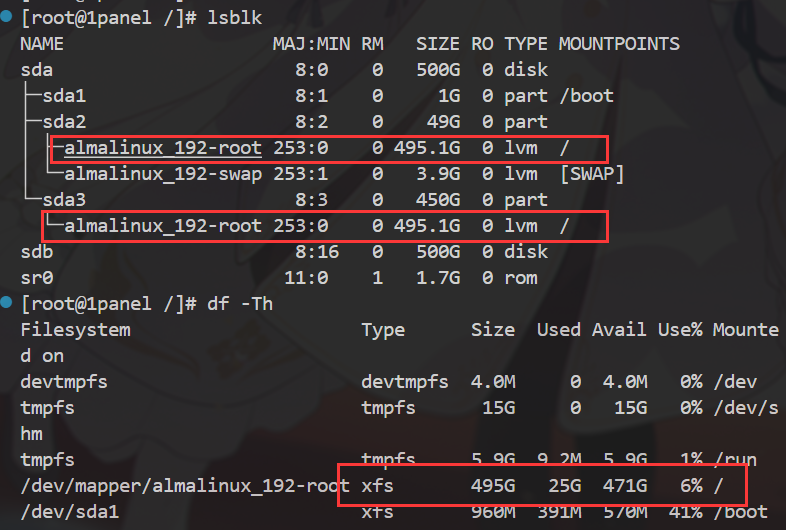 [root@1panel /]# lsblk
NAME                   MAJ:MIN RM   SIZE RO TYPE MOUNTPOINTS
sda                      8:0    0   500G  0 disk
├─sda1                   8:1    0     1G  0 part /boot
├─sda2                   8:2    0    49G  0 part
│ ├─almalinux_192-root 253:0    0 495.1G  0 lvm  /
│ └─almalinux_192-swap 253:1    0   3.9G  0 lvm  [SWAP]
└─sda3                   8:3    0   450G  0 part
  └─almalinux_192-root 253:0    0 495.1G  0 lvm  /
sdb                      8:16   0   500G  0 disk
sr0                     11:0    1   1.7G  0 rom
[root@1panel /]# df -Th
Filesystem                     Type      Size  Used Avail Use% Mounte
d on
devtmpfs                       devtmpfs  4.0M     0  4.0M   0% /dev
tmpfs                          tmpfs      15G     0   15G   0% /dev/s
hm
tmpfs                          tmpfs     5.9G  9.2M  5.9G   1% /run
/dev/mapper/almalinux_192-root xfs       495G   25G  471G   6% /
/dev/sda1                      xfs       960M  391M  570M  41% /boot